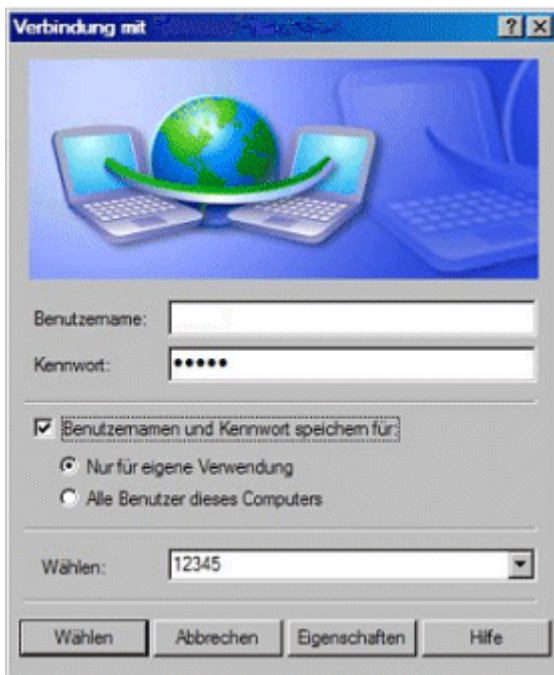 Verbindung mit
Benutzername:
Kennwort: •••••
Benutzernamen und Kennwort speichern für:
Nur für eigene Verwendung
Alle Benutzer dieses Computers
Wählen: 12345
Wählen Abbrechen Eigenschaften Hilfe